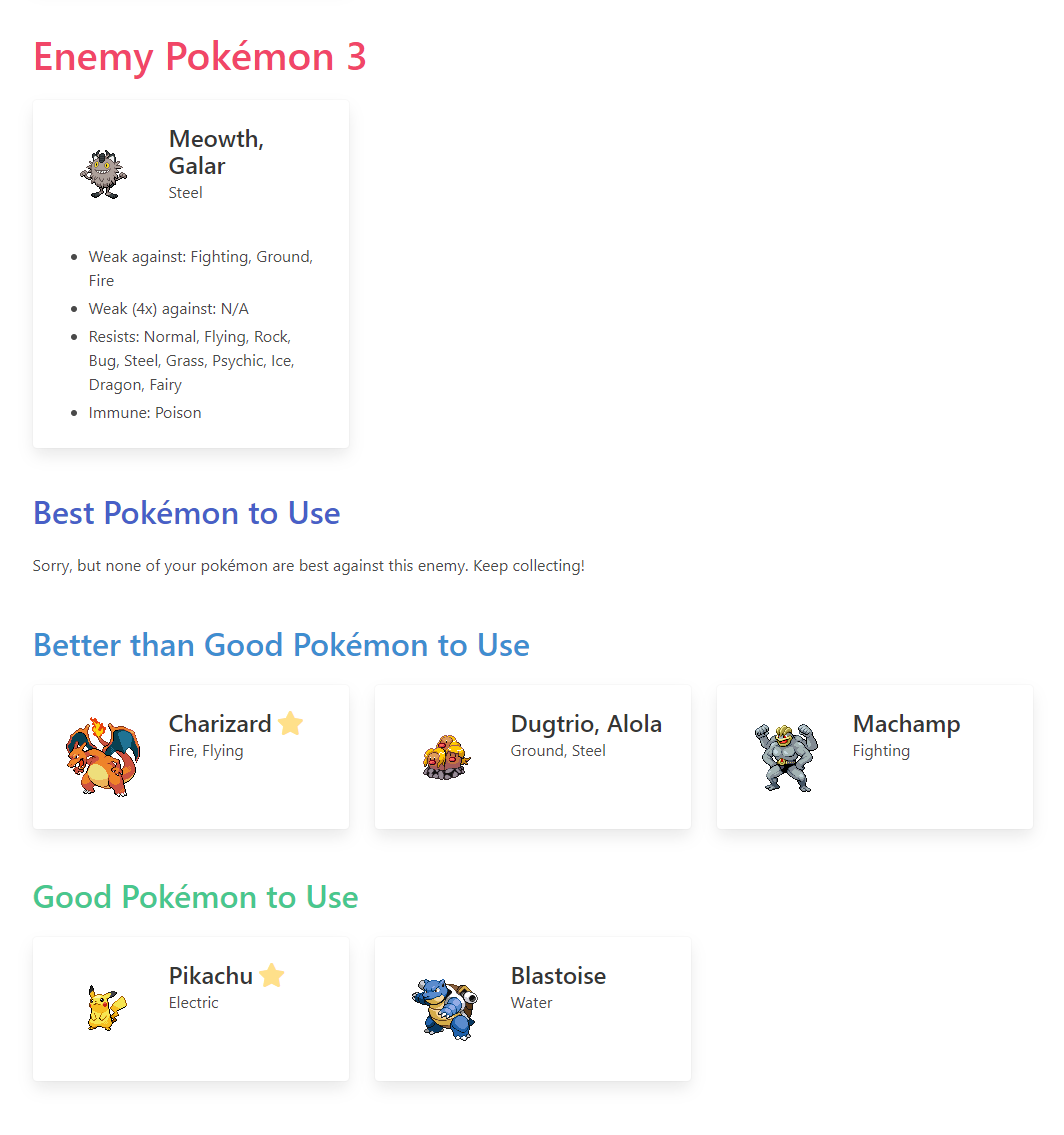 Enemy Pokémon 3
Meowth,
Galar
Steel
Weak against: Fighting, Ground,
Fire
Weak (4x) against: N/A
Resists: Normal, Flying, Rock,
Bug, Steel, Grass, Psychic, Ice,
Dragon, Fairy
Immune: Poison
Best Pokémon to Use
Sorry, but none of your pokémon are best against this enemy. Keep collecting!
Better than Good Pokémon to Use
Charizard
Fire, Flying
Dugtrio, Alola
Ground, Steel
Machamp
Fighting
Good Pokémon to Use
Pikachu
Electric
Blastoise
Water